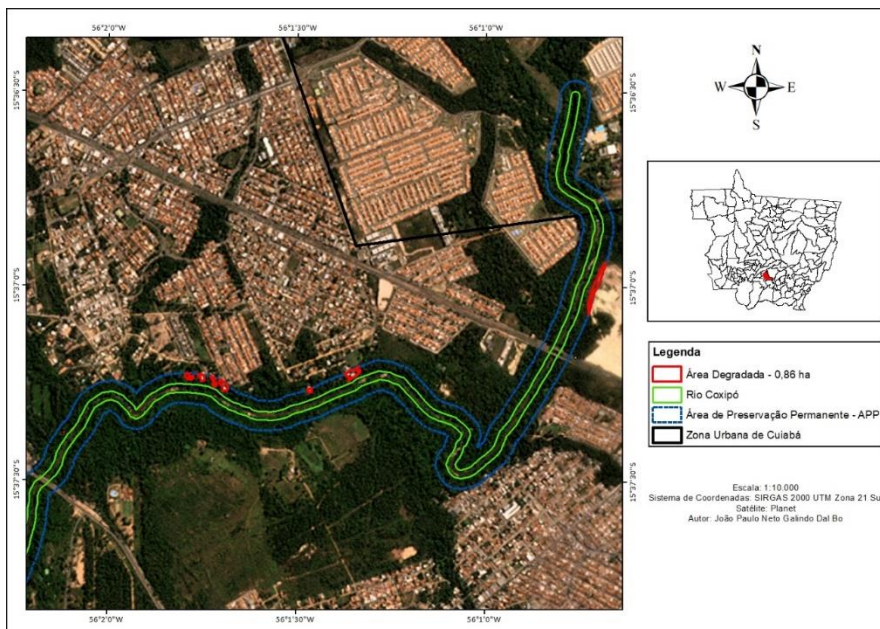 56°2'0"W
56°1'30"W
56°1'0"W
15°36'30"S
15°36'30"S
N
W
E
S
15°37'0"S
15°37'0"S
Legenda
Área Degradada - 0,86 ha
Rio Coxipó
Área de Preservação Permanente - APP
Zona Urbana de Cuiabá
15°37'30"S
15°37'30"S
Escala: 1:10.000
Sistema de Coordenadas: SIRGAS 2000 UTM Zona 21 Su
Satélite: Planet
Autor: João Paulo Neto Galindo Dal Bo
56°2'0"W
56°1'30"W
56°1'0"W